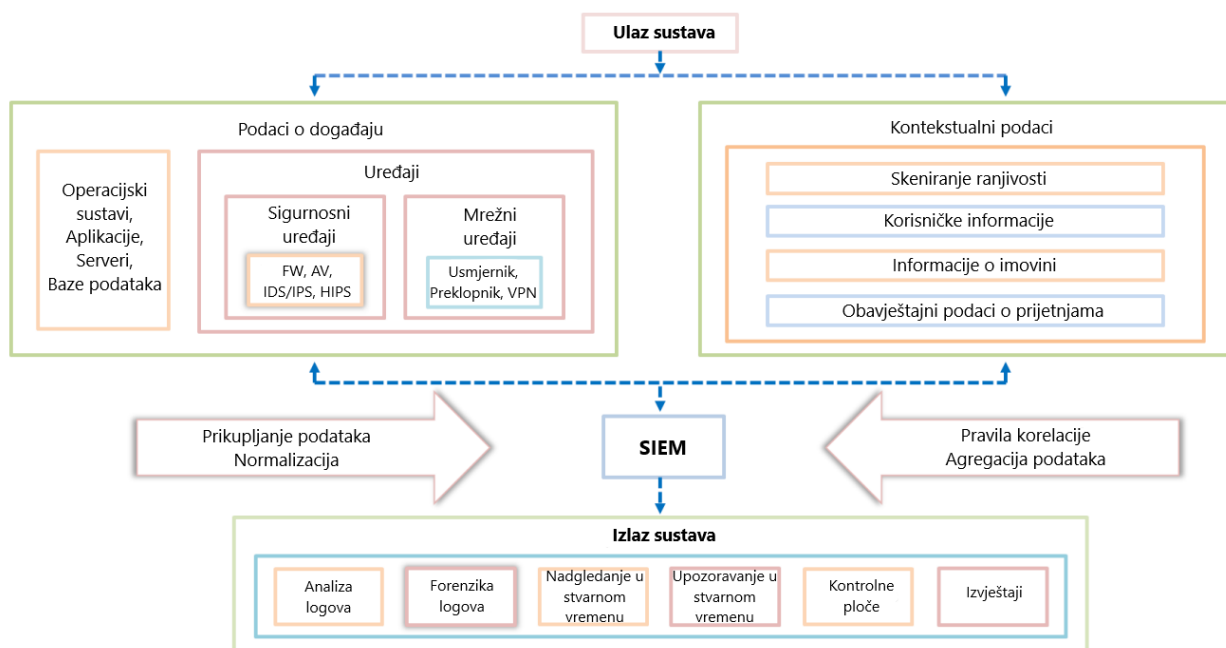 Ulaz sustava
Podaci o događaju
Operacijski
sustavi,
Aplikacije,
Serveri,
Baze podataka
Uređaji
Sigurnosni
uređaji
FW, AV,
IDS/IPS, HIPS
Mrežni
uređaji
Usmjernik,
Preklopnik, VPN
Kontekstualni podaci
Skeniranje ranjivosti
Korisničke informacije
Informacije o imovini
Obavještajni podaci o prijetnjama
Prikupljanje podataka
Normalizacija
SIEM
Pravila korelacije
Agregacija podataka
Izlaz sustava
Analiza
logova
Forenzika
logova
Nadgledanje u
stvarnom
vremenu
Upozoravanje u
stvarnom
vremenu
Kontrolne
ploče
Izvještaji